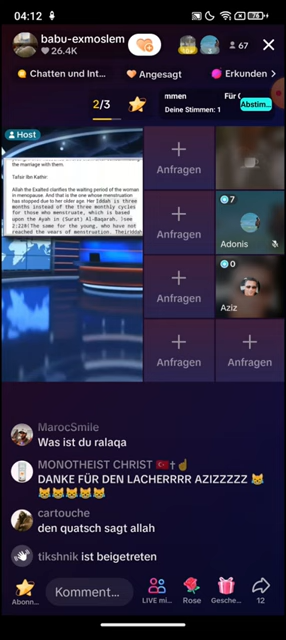 04:12
76
babu-exmoslem
26.4K
67
Chatten und Int...
Angesagt
Erkunden
2/3
mmen
Für
Deine Stimmen: 1
Abstim...
Host
the marriage with them.
Tafsir Ibn Kathir:
Allah the Exalted clarifies the waiting period of the woman
in menopause. And that is the one whose menstruation
has stopped due to her older age. Her `Iddah is three
months instead of the three monthly cycles
for those who menstruate, which is based
upon the Ayah in (Surat) Al-Baqarah. [see
2:228] The same for the young, who have not
reached the years of menstruation.
Anfragen
Anfragen
7
Adonis
Anfragen
0
Aziz
Anfragen
Anfragen
MarocSmile
Was ist du ralaqa
MONOTHEIST CHRIST 🇹🇷✝️☝️
DANKE FÜR DEN LACHERRRR AZIZZZZZ 😹
😹😹😹😹😹
cartouche
den quatsch sagt allah
tikshnik ist beigetreten
Kommentar...
Abonn...
LIVE mi...
Rose
Gesche...
12